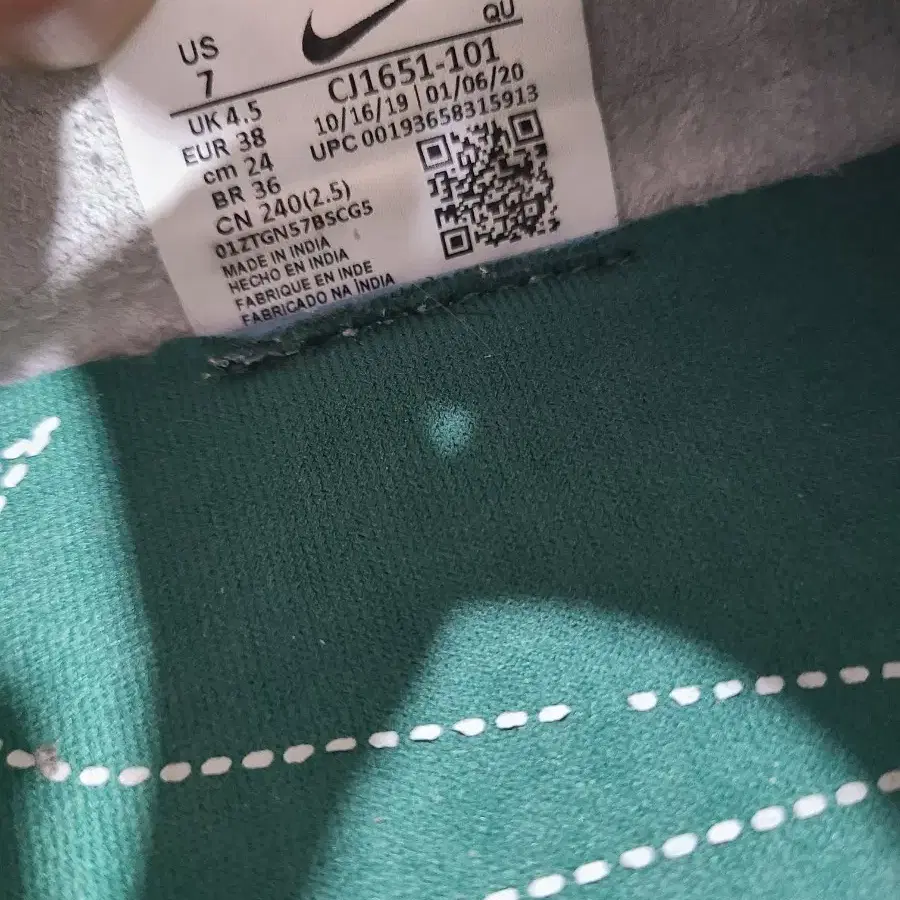 QU
US
7
CJ1651-101
UK 4.5
10/16/19 | 01/06/20
EUR 38
UPC 00193658315913
cm 24
BR 36
CN 240(2.5)
01ZTGN57BSCG5
MADE IN INDIA
HECHO EN INDIA
FABRIQUE EN INDE
FABRICADO NA ÍNDIA